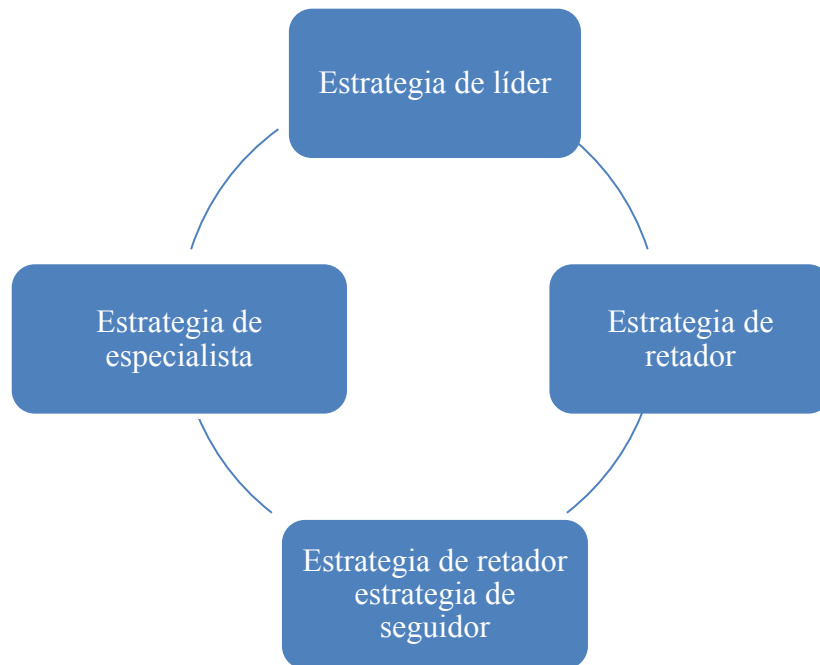 Estrategia de líder
Estrategia de
especialista
Estrategia de
retador
Estrategia de retador
estrategia de
seguidor